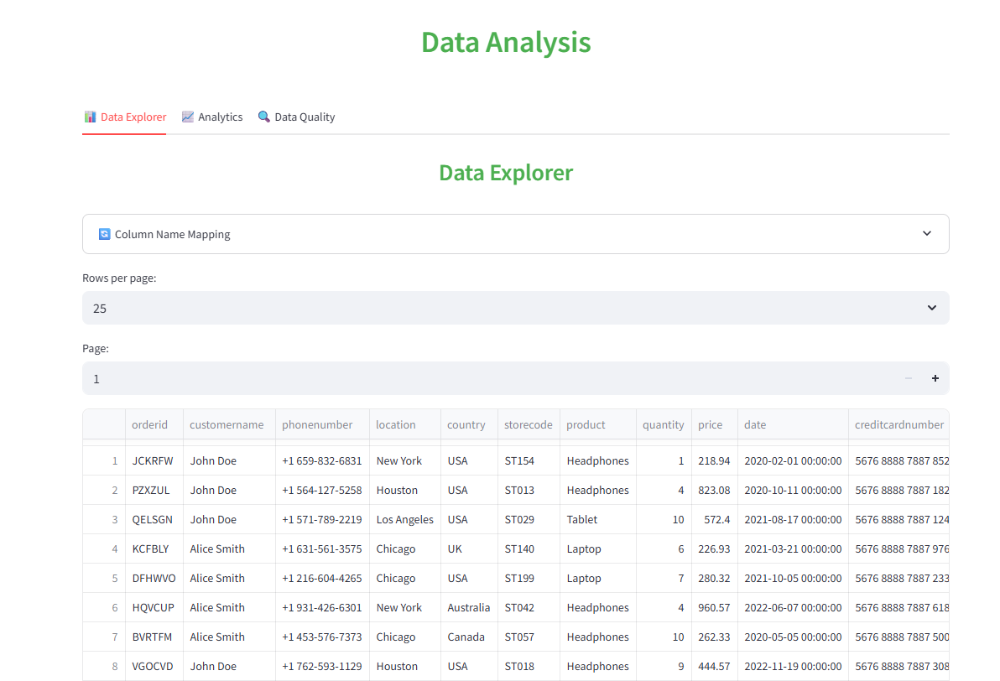 Data Analysis
Data Explorer Analytics Data Quality
Data Explorer
Column Name Mapping
Rows per page:
25
Page:
1
orderid customername phonenumber location country storecode product quantity price date creditcardnumber
1 JCKRFW John Doe +1 659-832-6831 New York USA ST154 Headphones 1 218.94 2020-02-01 00:00:00 5676 8888 7887 852
2 PZXZUL John Doe +1 564-127-5258 Houston USA ST013 Headphones 4 823.08 2020-10-11 00:00:00 5676 8888 7887 182
3 QELSGN John Doe +1 571-789-2219 Los Angeles USA ST029 Tablet 10 572.4 2021-08-17 00:00:00 5676 8888 7887 124
4 KCFBLY Alice Smith +1 631-561-3575 Chicago UK ST140 Laptop 6 226.93 2021-03-21 00:00:00 5676 8888 7887 976
5 DFHWVO Alice Smith +1 216-604-4265 Chicago USA ST199 Laptop 7 280.32 2021-10-05 00:00:00 5676 8888 7887 233
6 HQVCUP Alice Smith +1 931-426-6301 New York Australia ST042 Headphones 4 960.57 2022-06-07 00:00:00 5676 8888 7887 618
7 BVRTFM Alice Smith +1 453-576-7373 Chicago Canada ST057 Headphones 10 262.33 2020-05-05 00:00:00 5676 8888 7887 500
8 VGOCVD John Doe +1 762-593-1129 Houston USA ST018 Headphones 9 444.57 2022-11-19 00:00:00 5676 8888 7887 308